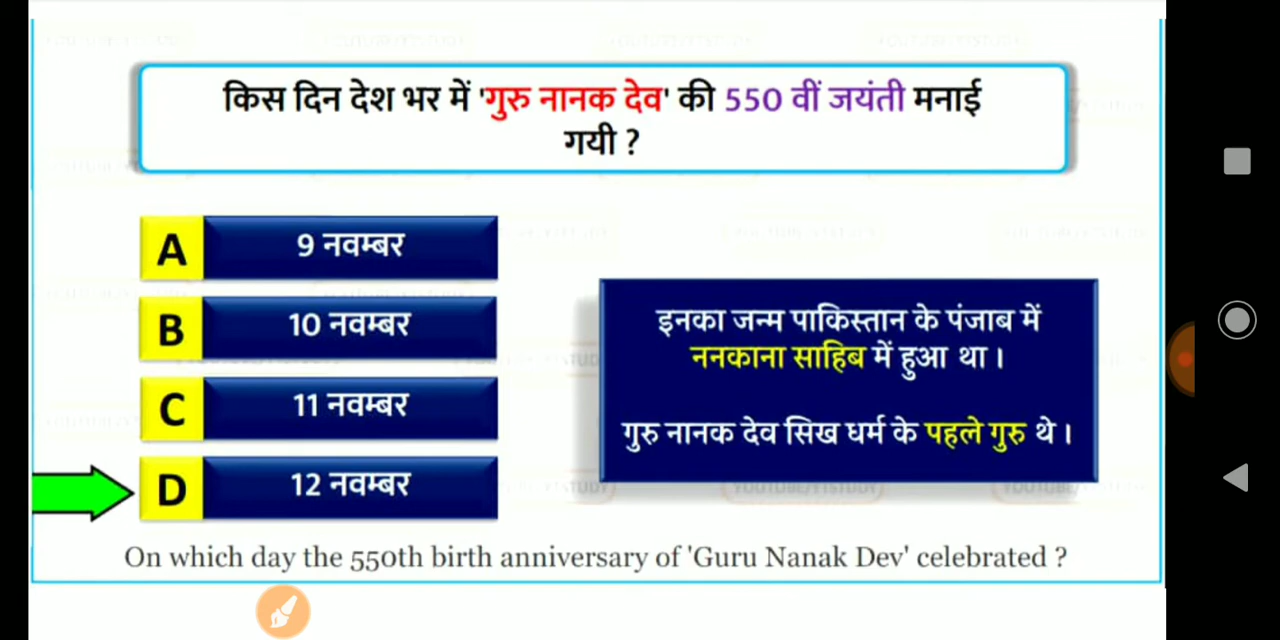 किस दिन देश भर में 'गुरु नानक देव' की 550 वीं जयंती मनाई
गयी ?
A 9 नवम्बर
B 10 नवम्बर
C 11 नवम्बर
D 12 नवम्बर
इनका जन्म पाकिस्तान के पंजाब में
ननकाना साहिब में हुआ था ।
गुरु नानक देव सिख धर्म के पहले गुरु थे ।
On which day the 550th birth anniversary of 'Guru Nanak Dev' celebrated ?